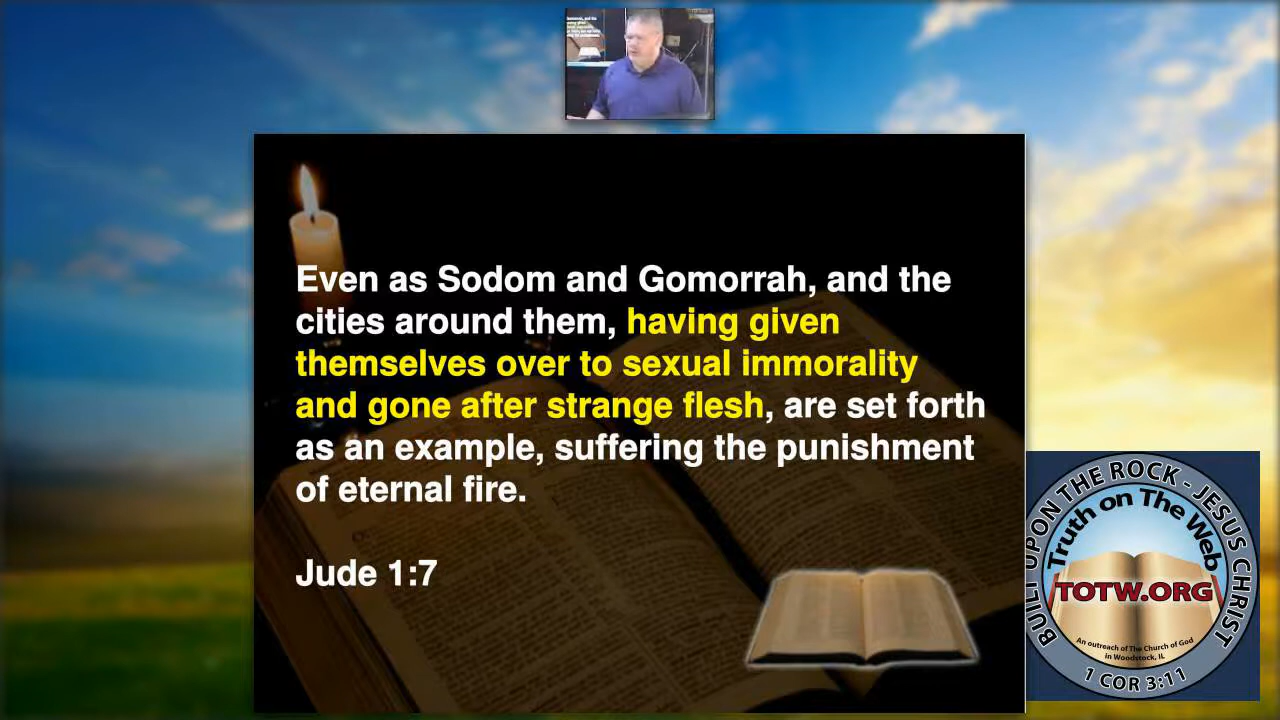 Even as Sodom and Gomorrah, and the
cities around them, having given
themselves over to sexual immorality
and gone after strange flesh, are set forth
as an example, suffering the punishment
of eternal fire.
Jude 1:7
BUILT UPON THE ROCK - JESUS CHRIST
Truth on The Web
TOTW.ORG
An outreach of The Church of God
in Woodstock, IL
1 COR 3:11